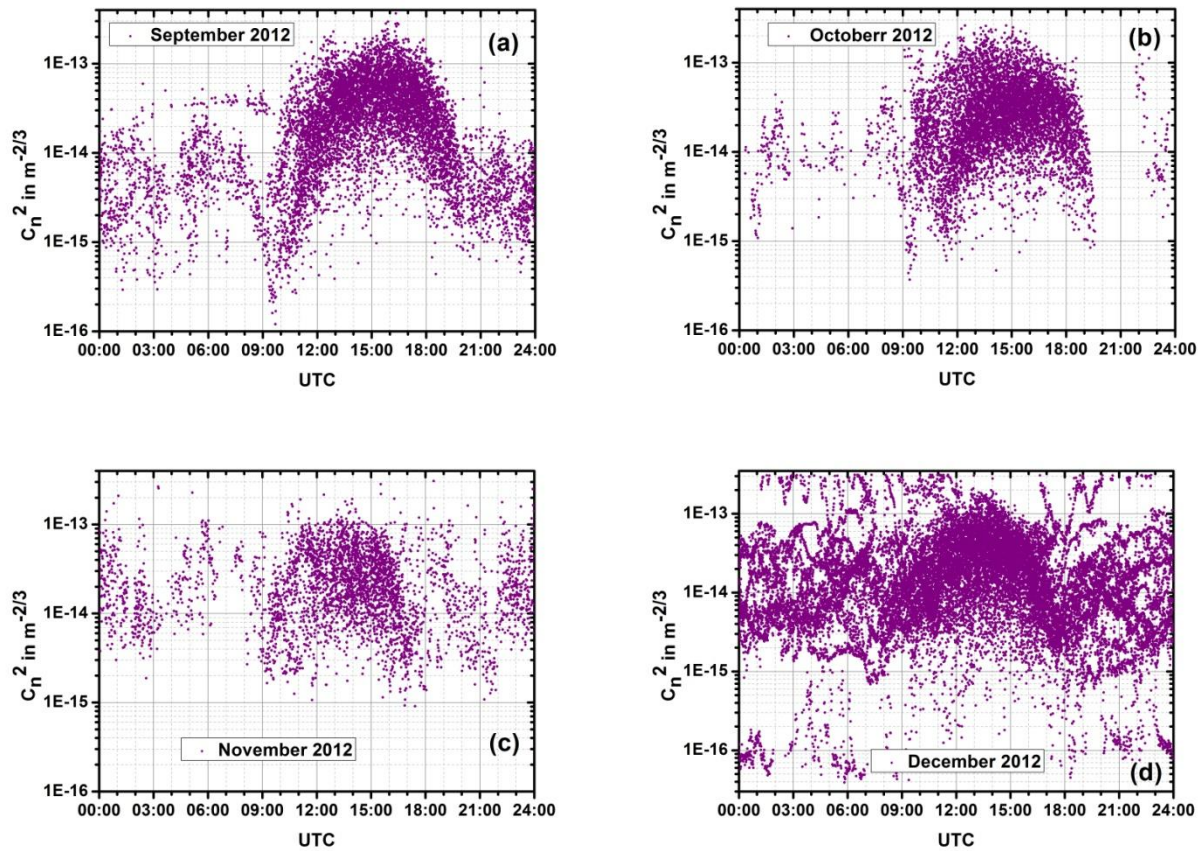 September 2012
(a)
1E-13
1E-14
1E-15
1E-16
C_n^2 in m^-2/3
00:00 03:00 06:00 09:00 12:00 15:00 18:00 21:00 24:00
UTC
Octoberr 2012
(b)
1E-13
1E-14
1E-15
1E-16
C_n^2 in m^-2/3
00:00 03:00 06:00 09:00 12:00 15:00 18:00 21:00 24:00
UTC
1E-13
1E-14
1E-15
1E-16
C_n^2 in m^-2/3
November 2012
(c)
00:00 03:00 06:00 09:00 12:00 15:00 18:00 21:00 24:00
UTC
1E-13
1E-14
1E-15
1E-16
C_n^2 in m^-2/3
December 2012
(d)
00:00 03:00 06:00 09:00 12:00 15:00 18:00 21:00 24:00
UTC